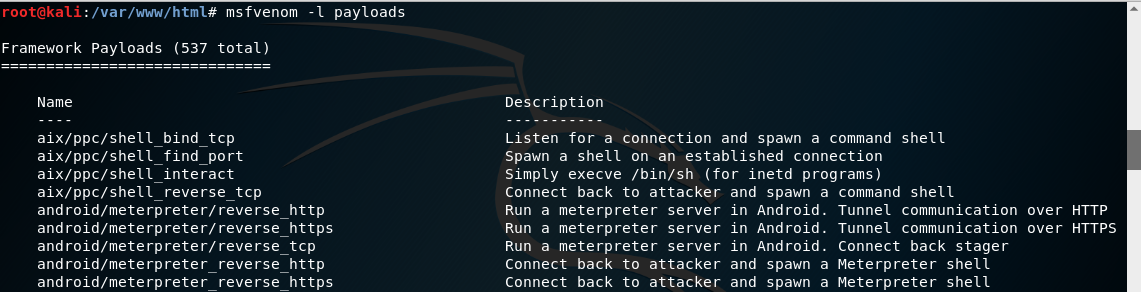 root@kali:/var/www/html# msfvenom -l payloads
Framework Payloads (537 total)
==============================
Name Description
---- -----------
aix/ppc/shell_bind_tcp Listen for a connection and spawn a command shell
aix/ppc/shell_find_port Spawn a shell on an established connection
aix/ppc/shell_interact Simply execve /bin/sh (for inetd programs)
aix/ppc/shell_reverse_tcp Connect back to attacker and spawn a command shell
android/meterpreter/reverse_http Run a meterpreter server in Android. Tunnel communication over HTTP
android/meterpreter/reverse_https Run a meterpreter server in Android. Tunnel communication over HTTPS
android/meterpreter/reverse_tcp Run a meterpreter server in Android. Connect back stager
android/meterpreter_reverse_http Connect back to attacker and spawn a Meterpreter shell
android/meterpreter_reverse_https Connect back to attacker and spawn a Meterpreter shell